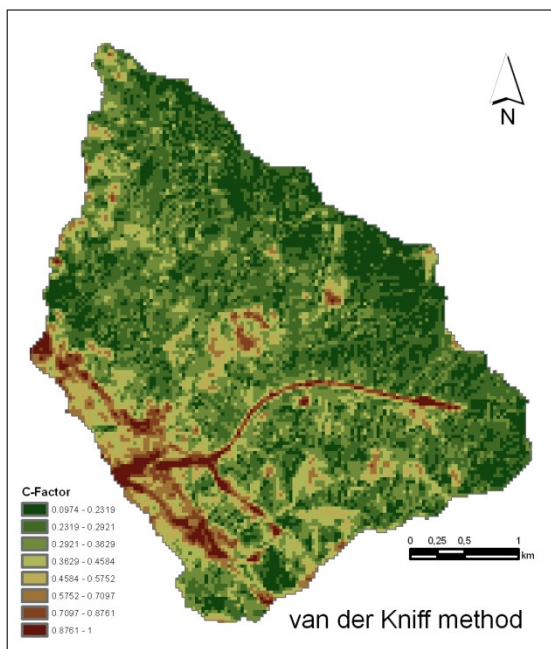 N
C-Factor
0.0974 - 0.2319
0.2319 - 0.2921
0.2921 - 0.3629
0.3629 - 0.4584
0.4584 - 0.5752
0.5752 - 0.7097
0.7097 - 0.8761
0.8761 - 1
0 0,25 0,5 1
km
van der Kniff method